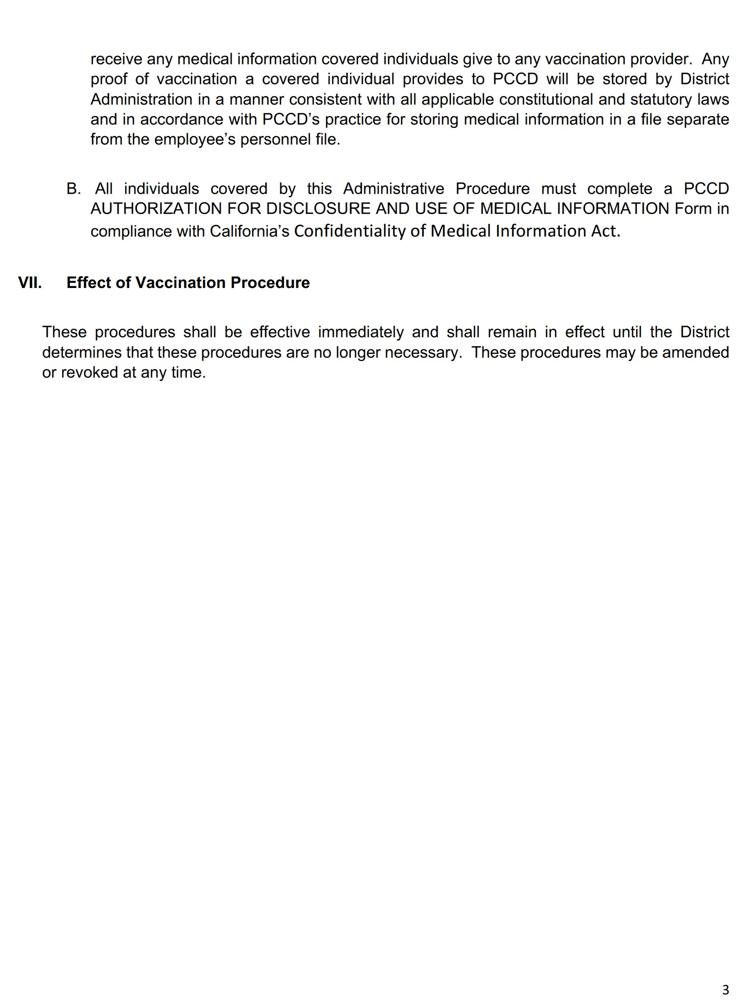 receive any medical information covered individuals give to any vaccination provider.  Any
proof of vaccination a covered individual provides to PCCD will be stored by District
Administration in a manner consistent with all applicable constitutional and statutory laws
and in accordance with PCCD’s practice for storing medical information in a file separate
from the employee’s personnel file.
B. All individuals covered by this Administrative Procedure must complete a PCCD
AUTHORIZATION FOR DISCLOSURE AND USE OF MEDICAL INFORMATION Form in
compliance with California’s Confidentiality of Medical Information Act.
VII. Effect of Vaccination Procedure
These procedures shall be effective immediately and shall remain in effect until the District
determines that these procedures are no longer necessary.  These procedures may be amended
or revoked at any time.
3